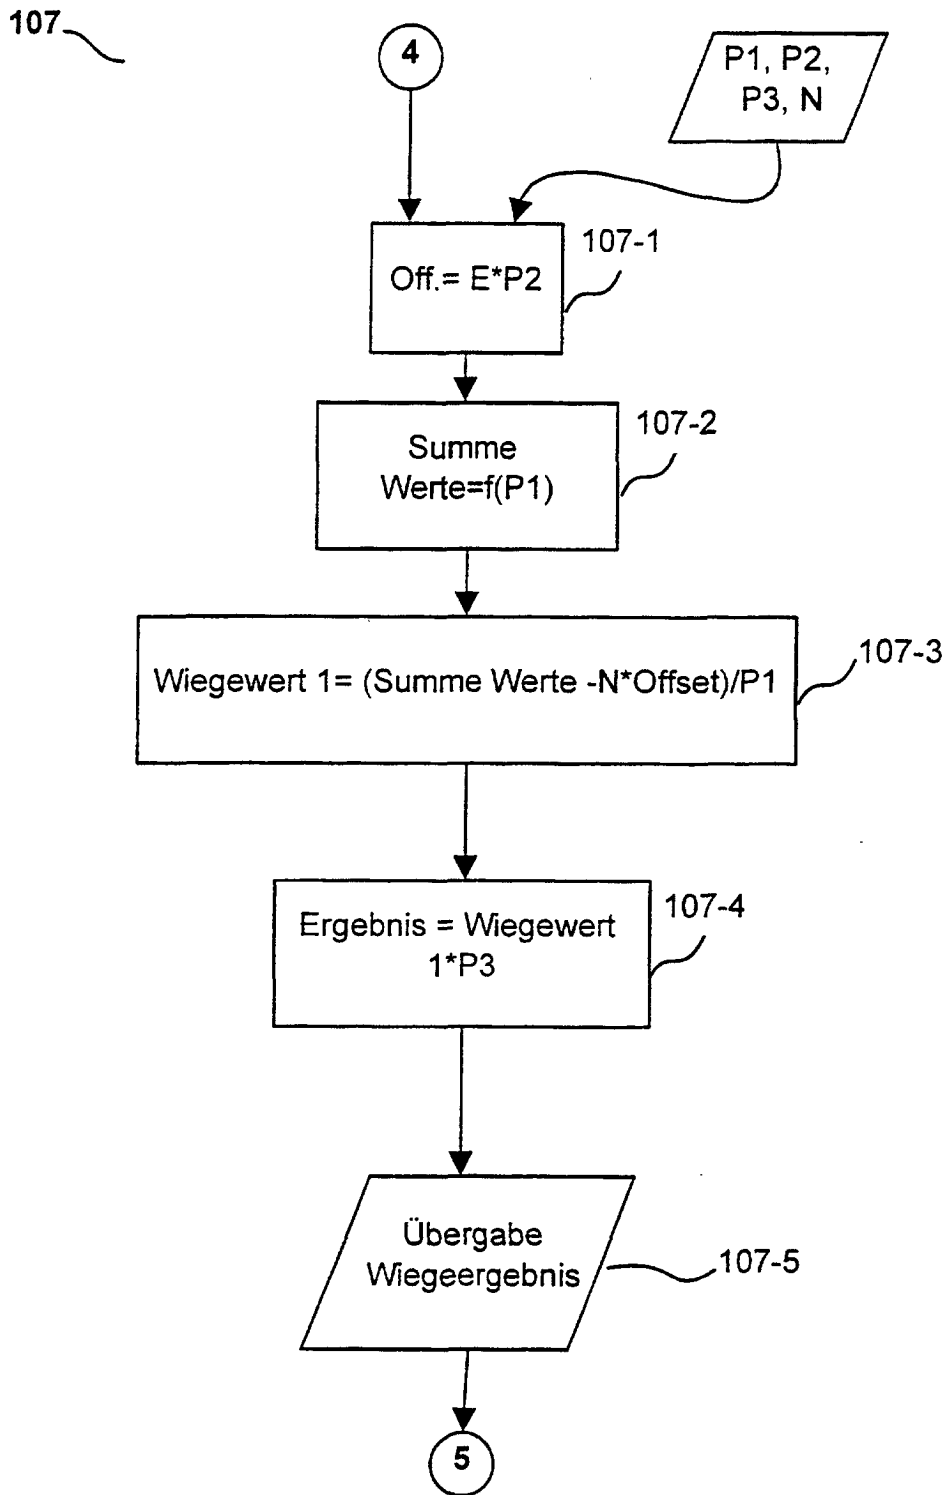 107
4
P1, P2,
P3, N
107-1
Off.= E*P2
107-2
Summe
Werte=f(P1)
107-3
Wiegewert 1= (Summe Werte -N*Offset)/P1
107-4
Ergebnis = Wiegewert
1*P3
Übergabe
Wiegeergebnis
107-5
5